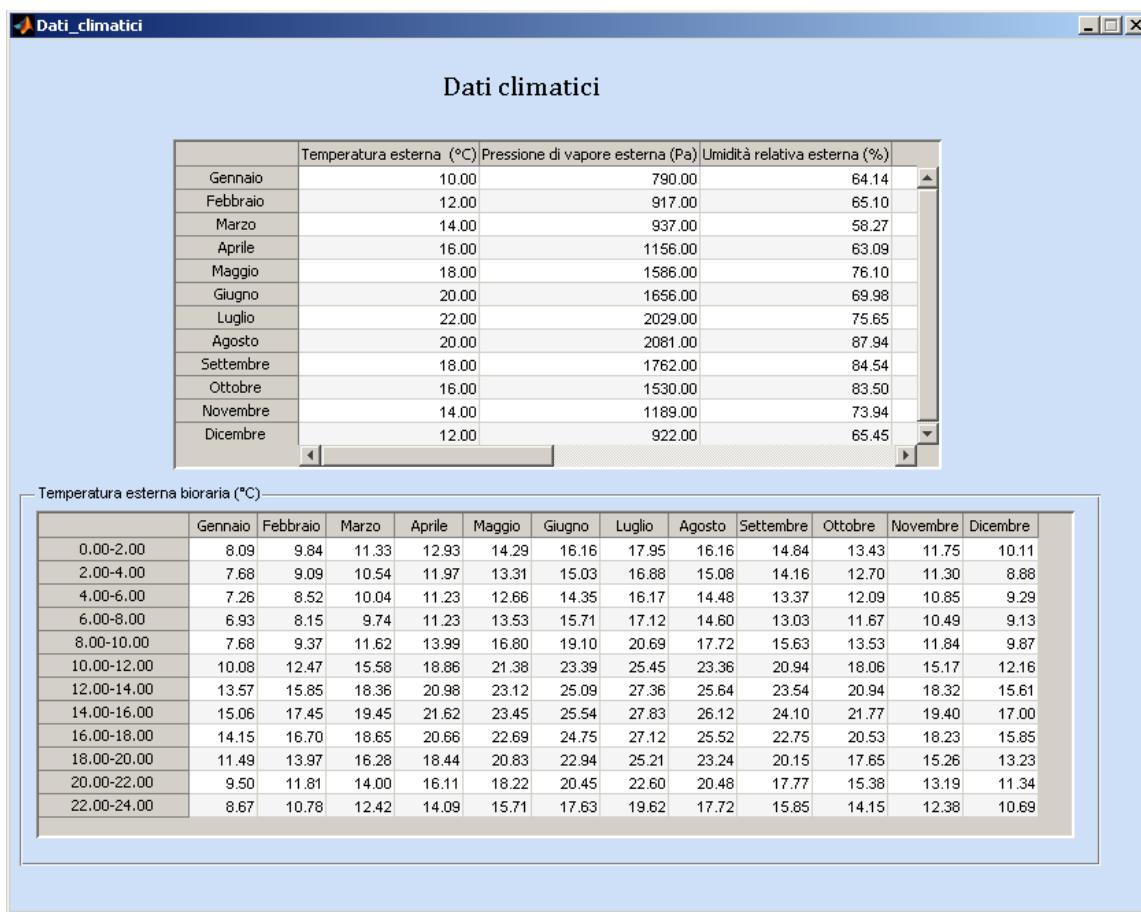 Dati_climatici
Dati climatici
Temperatura esterna (°C) Pressione di vapore esterna (Pa) Umidità relativa esterna (%)
Gennaio 10.00 790.00 64.14
Febbraio 12.00 917.00 65.10
Marzo 14.00 937.00 58.27
Aprile 16.00 1156.00 63.09
Maggio 18.00 1586.00 76.10
Giugno 20.00 1656.00 69.98
Luglio 22.00 2029.00 75.65
Agosto 20.00 2081.00 87.94
Settembre 18.00 1762.00 84.54
Ottobre 16.00 1530.00 83.50
Novembre 14.00 1189.00 73.94
Dicembre 12.00 922.00 65.45
Temperatura esterna bioraria (°C)
Gennaio Febbraio Marzo Aprile Maggio Giugno Luglio Agosto Settembre Ottobre Novembre Dicembre
0.00-2.00 8.09 9.84 11.33 12.93 14.29 16.16 17.95 16.16 14.84 13.43 11.75 10.11
2.00-4.00 7.68 9.09 10.54 11.97 13.31 15.03 16.88 15.08 14.16 12.70 11.30 8.88
4.00-6.00 7.26 8.52 10.04 11.23 12.66 14.35 16.17 14.48 13.37 12.09 10.85 9.29
6.00-8.00 6.93 8.15 9.74 11.23 13.53 15.71 17.12 14.60 13.03 11.67 10.49 9.13
8.00-10.00 7.68 9.37 11.62 13.99 16.80 19.10 20.69 17.72 15.63 13.53 11.84 9.87
10.00-12.00 10.08 12.47 15.58 18.86 21.38 23.39 25.45 23.36 20.94 18.06 15.17 12.16
12.00-14.00 13.57 15.85 18.36 20.98 23.12 25.09 27.36 25.64 23.54 20.94 18.32 15.61
14.00-16.00 15.06 17.45 19.45 21.62 23.45 25.54 27.83 26.12 24.10 21.77 19.40 17.00
16.00-18.00 14.15 16.70 18.65 20.66 22.69 24.75 27.12 25.52 22.75 20.53 18.23 15.85
18.00-20.00 11.49 13.97 16.28 18.44 20.83 22.94 25.21 23.24 20.15 17.65 15.26 13.23
20.00-22.00 9.50 11.81 14.00 16.11 18.22 20.45 22.60 20.48 17.77 15.38 13.19 11.34
22.00-24.00 8.67 10.78 12.42 14.09 15.71 17.63 19.62 17.72 15.85 14.15 12.38 10.69